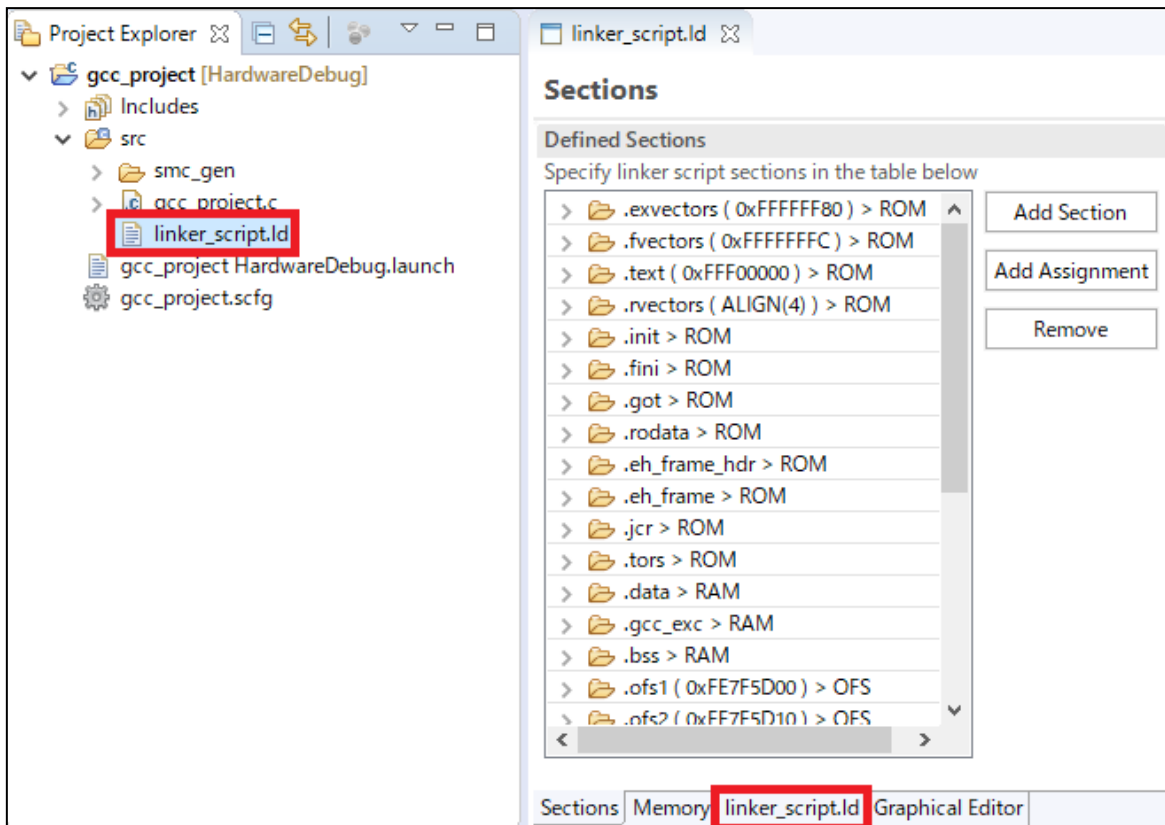 Project Explorer
gcc_project [HardwareDebug]
Includes
src
smc_gen
gcc_project.c
linker_script.ld
gcc_project HardwareDebug.launch
gcc_project.scfg
linker_script.ld
Sections
Defined Sections
Specify linker script sections in the table below
.exvectors ( 0xFFFFFF80 ) > ROM
.fvectors ( 0xFFFFFFFC ) > ROM
.text ( 0xFFF00000 ) > ROM
.rvectors ( ALIGN(4) ) > ROM
.init > ROM
.fini > ROM
.got > ROM
.rodata > ROM
.eh_frame_hdr > ROM
.eh_frame > ROM
.jcr > ROM
.tors > ROM
.data > RAM
.gcc_exc > RAM
.bss > RAM
.ofs1 ( 0xFE7F5D00 ) > OFS
.ofs2 ( 0xFE7F5D10 ) > OFS
Add Section
Add Assignment
Remove
Sections Memory linker_script.ld Graphical Editor